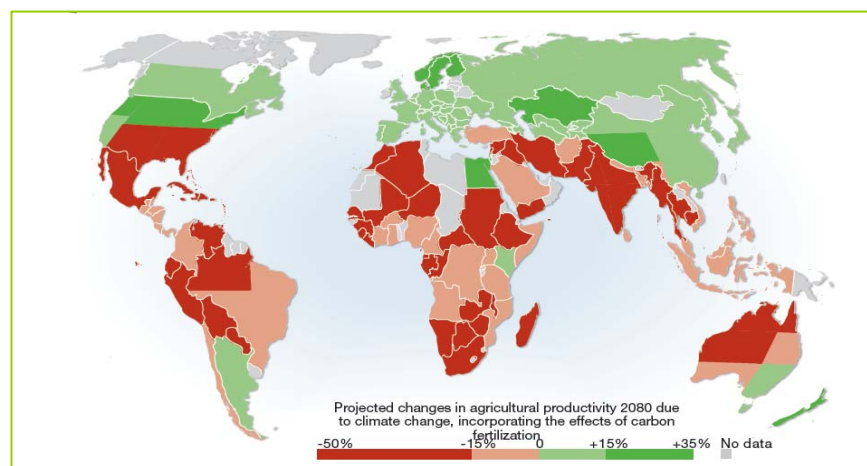 Projected changes in agricultural productivity 2080 due
to climate change, incorporating the effects of carbon
fertilization
-50% -15% 0 +15% +35% No data